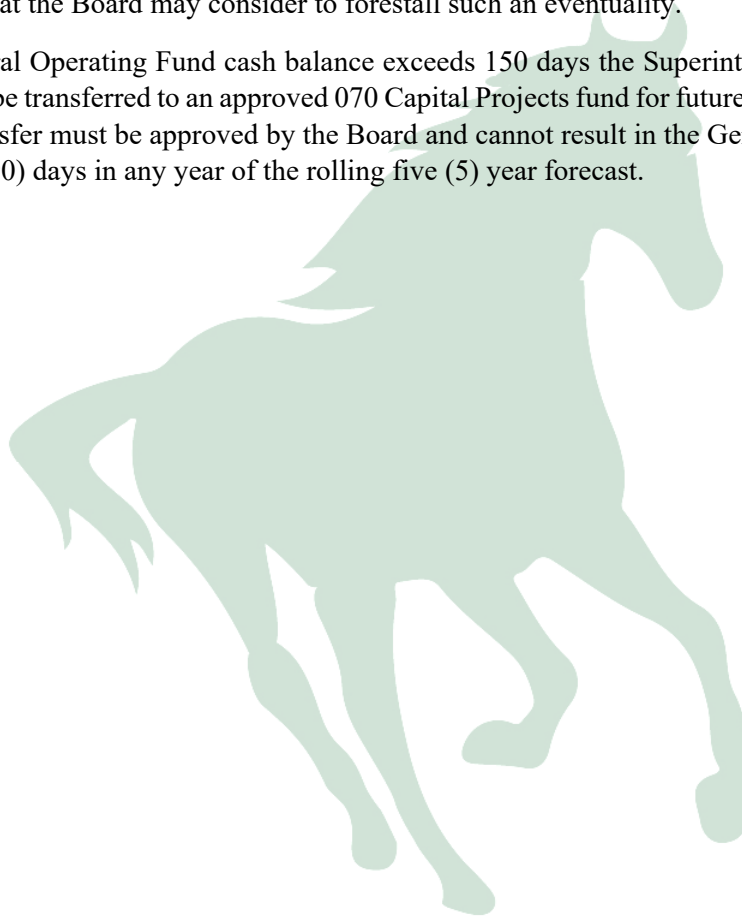 at the Board may consider to forestall such an eventuality.
al Operating Fund cash balance exceeds 150 days the Superint
be transferred to an approved 070 Capital Projects fund for future
sfer must be approved by the Board and cannot result in the Ge
0) days in any year of the rolling five (5) year forecast.